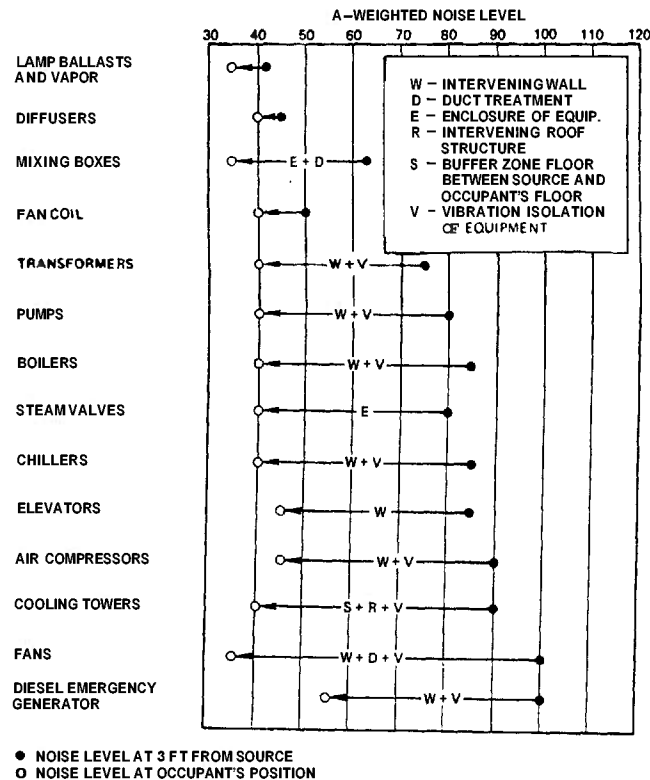 A-WEIGHTED NOISE LEVEL
30 40 50 60 70 80 90 100 110 120
W - INTERVENING WALL
D - DUCT TREATMENT
E - ENCLOSURE OF EQUIP.
R - INTERVENING ROOF
STRUCTURE
S - BUFFER ZONE FLOOR
BETWEEN SOURCE AND
OCCUPANT'S FLOOR
V - VIBRATION ISOLATION
OF EQUIPMENT
LAMP BALLASTS
AND VAPOR
DIFFUSERS
MIXING BOXES E + D
FAN COIL
TRANSFORMERS W + V
PUMPS W + V
BOILERS W + V
STEAM VALVES E
CHILLERS W + V
ELEVATORS W
AIR COMPRESSORS W + V
COOLING TOWERS S + R + V
FANS W + D + V
DIESEL EMERGENCY
GENERATOR W + V
● NOISE LEVEL AT 3 FT FROM SOURCE
O NOISE LEVEL AT OCCUPANT'S POSITION